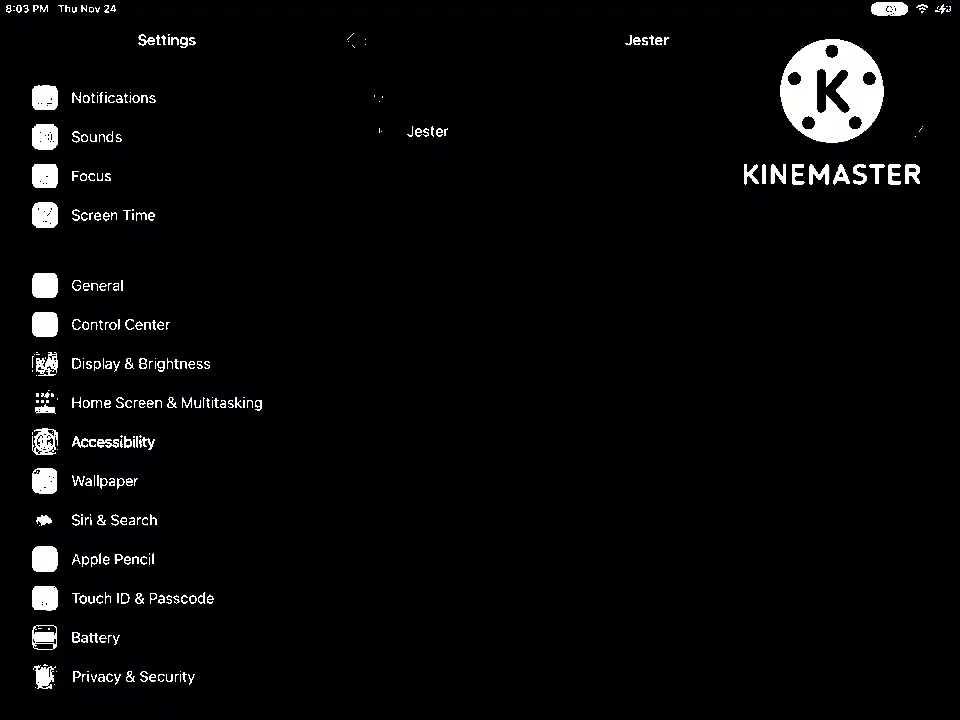 8:03 PM Thu Nov 24
Settings
Jester
Notifications
Sounds
Focus
Screen Time
General
Control Center
Display & Brightness
Home Screen & Multitasking
Accessibility
Wallpaper
Siri & Search
Apple Pencil
Touch ID & Passcode
Battery
Privacy & Security
Jester
K
KINEMASTER